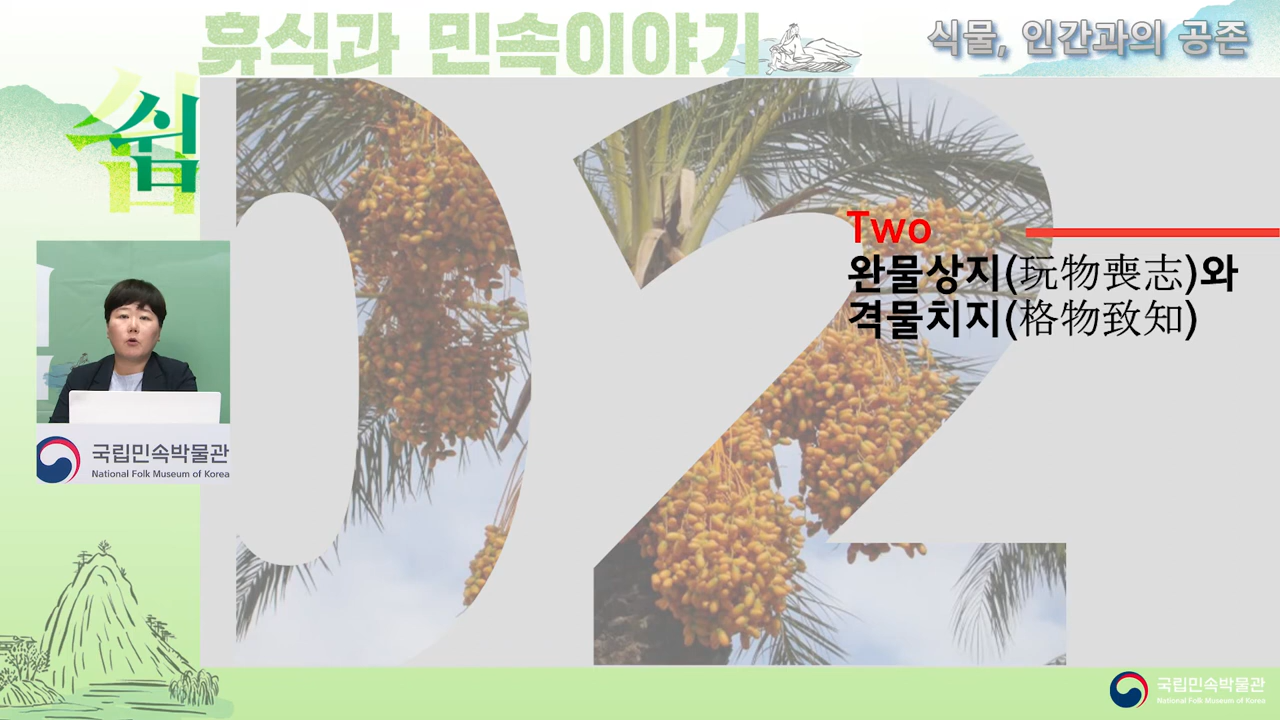 휴식과 민속이야기
식물, 인간과의 공존
쉼
02
Two
완물상지(玩物喪志)와
격물치지(格物致知)
국립민속박물관
National Folk Museum of Korea
국립민속박물관
National Folk Museum of Korea